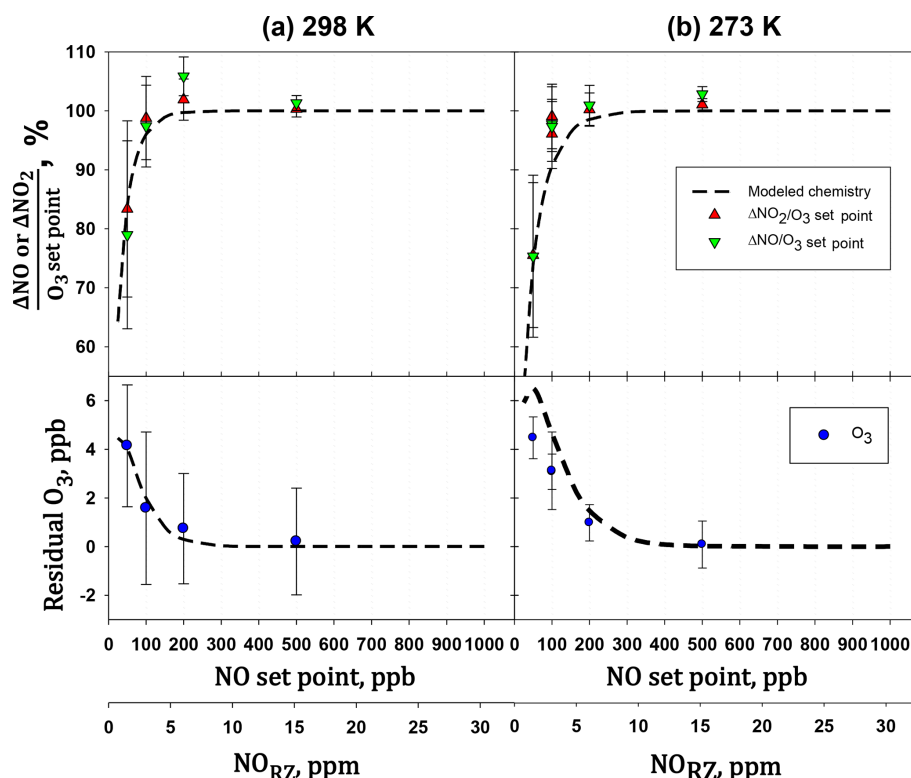 (a) 298 K
(b) 273 K
110
100
90
80
70
60
ΔNO or ΔNO2
O3 set point
, %
Modeled chemistry
ΔNO2/O3 set point
ΔNO/O3 set point
6
4
2
0
-2
Residual O3, ppb
O3
0 100 200 300 400 500 600 700 800 900 1000
0 100 200 300 400 500 600 700 800 900 1000
NO set point, ppb
NO set point, ppb
0 5 10 15 20 25 30
0 5 10 15 20 25 30
NORZ, ppm
NORZ, ppm